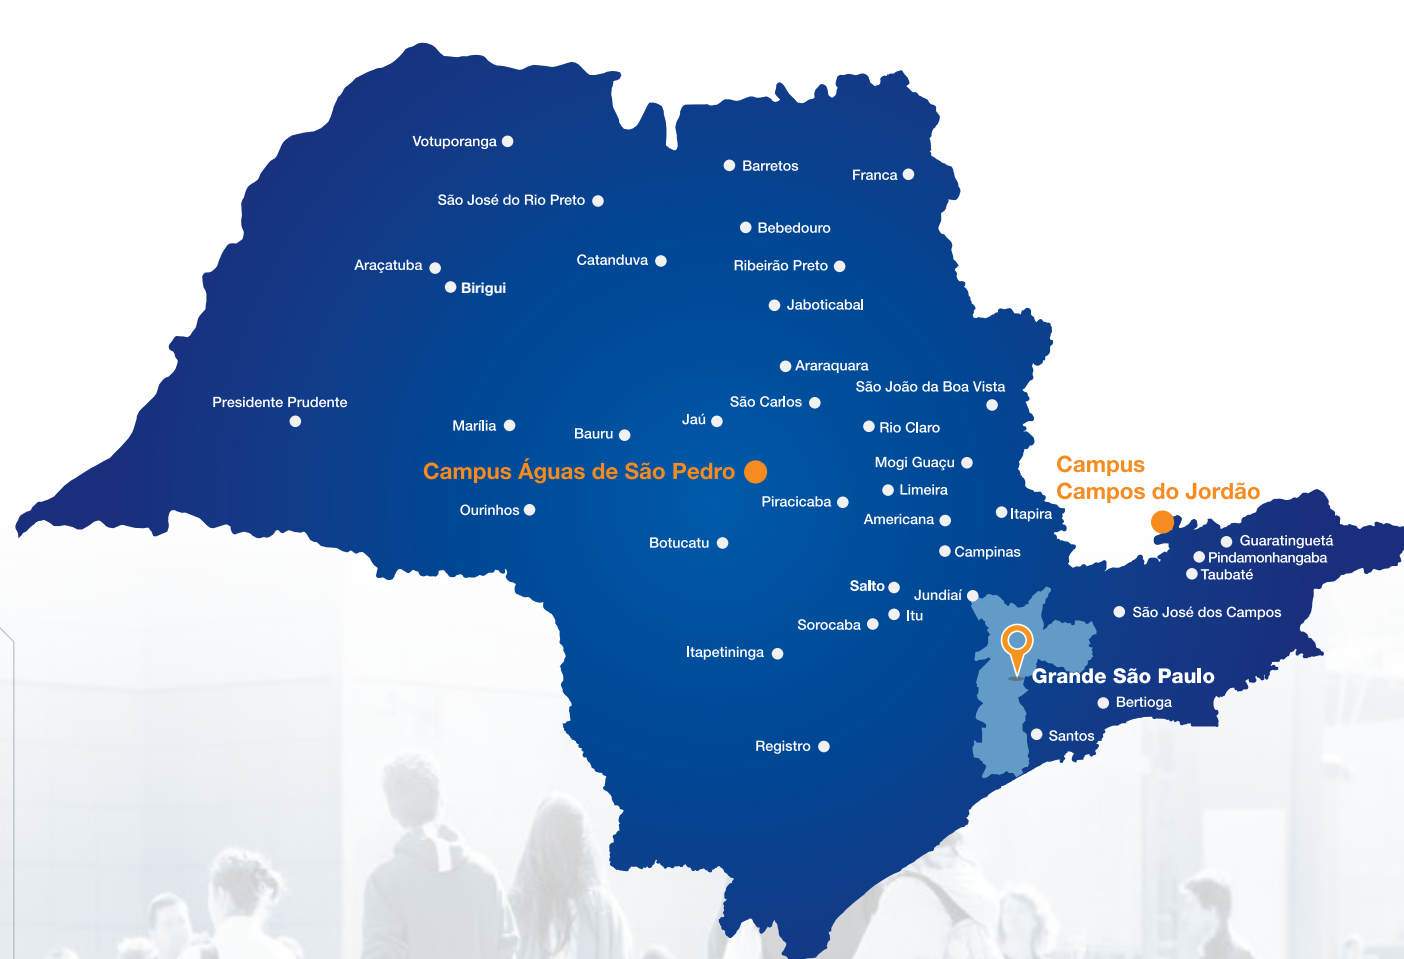 Votuporanga
Barretos
Franca
São José do Rio Preto
Bebedouro
Catanduva
Ribeirão Preto
Araçatuba
Birigui
Jaboticabal
Araraquara
São João da Boa Vista
Presidente Prudente
São Carlos
Jaú
Marília
Rio Claro
Bauru
Mogi Guaçu
Campus
Campos do Jordão
Campus Águas de São Pedro
Limeira
Piracicaba
Ourinhos
Americana
Itapira
Botucatu
Campinas
Guaratinguetá
Pindamonhangaba
Taubaté
Salto
Jundiaí
São José dos Campos
Itu
Sorocaba
Itapetininga
Grande São Paulo
Bertioga
Santos
Registro